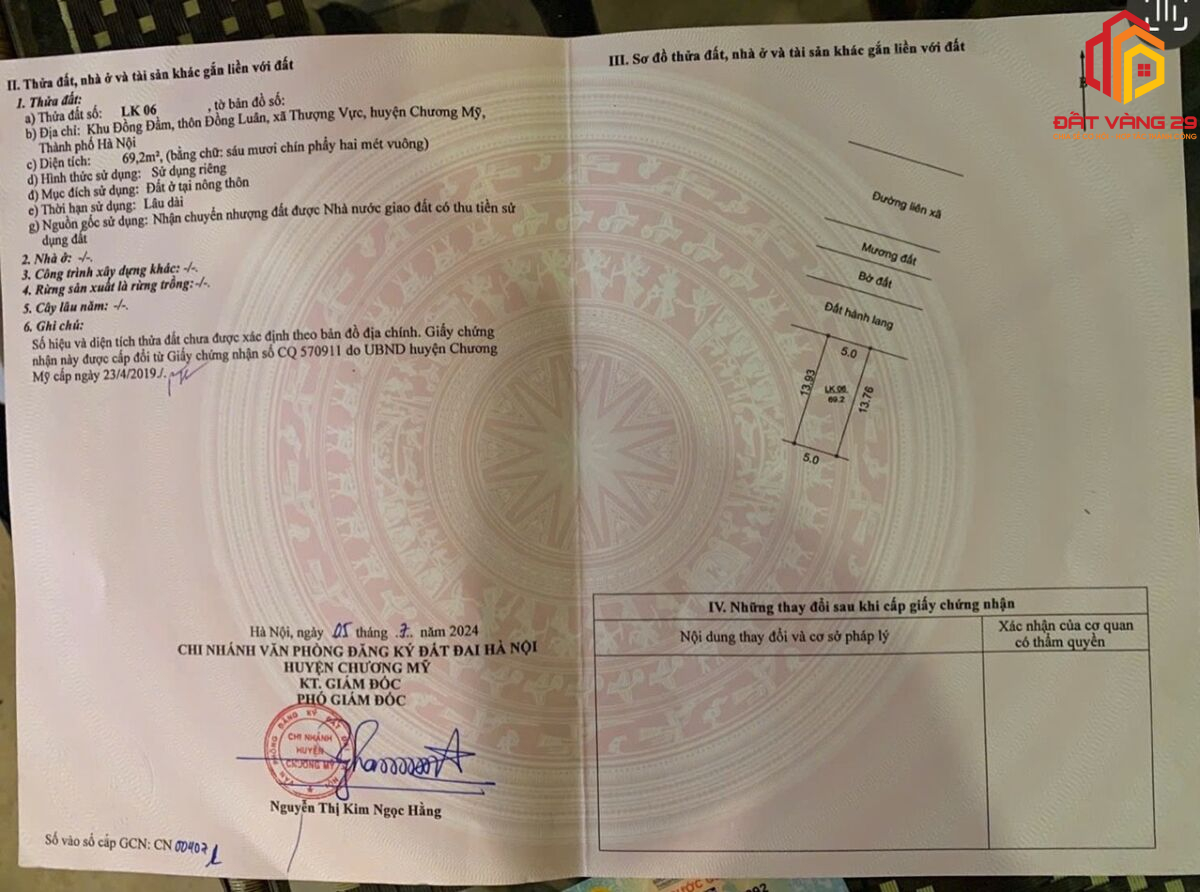 II. Thửa đất, nhà ở và tài sản khác gắn liền với đất
1. Thửa đất:
a) Thửa đất số: LK 06 , tờ bản đồ số:
b) Địa chỉ: Khu Đồng Đầm, thôn Đồng Luân, xã Thượng Vực, huyện Chương Mỹ,
Thành phố Hà Nội
c) Diện tích: 69,2m², (bằng chữ: sáu mươi chín phẩy hai mét vuông)
d) Hình thức sử dụng: Sử dụng riêng
đ) Mục đích sử dụng: Đất ở tại nông thôn
e) Thời hạn sử dụng: Lâu dài
g) Nguồn gốc sử dụng: Nhận chuyển nhượng đất được Nhà nước giao đất có thu tiền sử
dụng đất
2. Nhà ở: -/-.
3. Công trình xây dựng khác: -/-.
4. Rừng sản xuất là rừng trồng: -/-.
5. Cây lâu năm: -/-.
6. Ghi chú:
Số hiệu và diện tích thửa đất chưa được xác định theo bản đồ địa chính. Giấy chứng
nhận này được cấp đổi từ Giấy chứng nhận số CQ 570911 do UBND huyện Chương
Mỹ cấp ngày 23/4/2019./.
Hà Nội, ngày 05 tháng .7. năm 2024
CHI NHÁNH VĂN PHÒNG ĐĂNG KÝ ĐẤT ĐAI HÀ NỘI
HUYỆN CHƯƠNG MỸ
KT. GIÁM ĐỐC
PHÓ GIÁM ĐỐC
CHI NHÁNH
HUYỆN
CHƯƠNG MỸ
Nguyễn Thị Kim Ngọc Hằng
Số vào sổ cấp GCN: CN 00407
III. Sơ đồ thửa đất, nhà ở và tài sản khác gắn liền với đất
B
ĐẤT VÀNG 29
Đường liên xã
Mương đất
Bờ đất
Đất hành lang
5.0
13.93
LK 06
69.2
13.76
5.0
IV. Những thay đổi sau khi cấp giấy chứng nhận
Nội dung thay đổi và cơ sở pháp lý
Xác nhận của cơ quan
có thẩm quyền